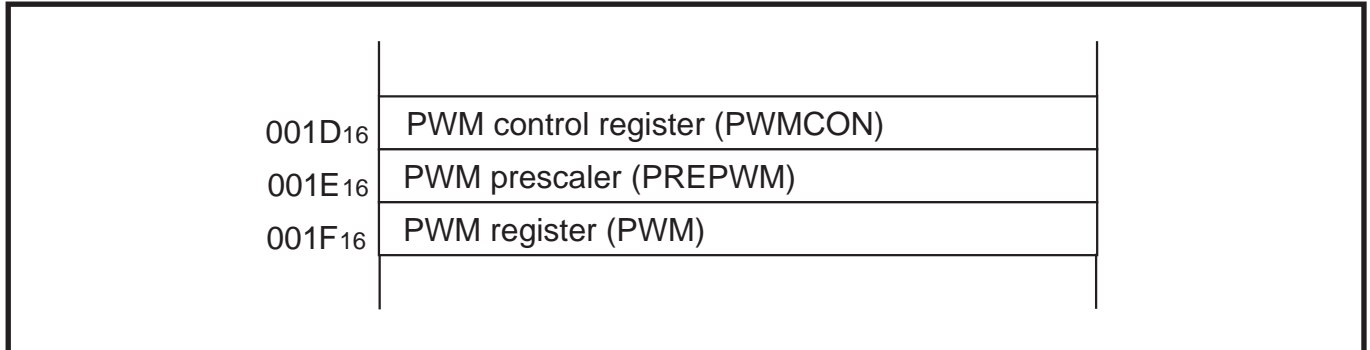 001D16 PWM control register (PWMCON)
001E16 PWM prescaler (PREPWM)
001F16 PWM register (PWM)